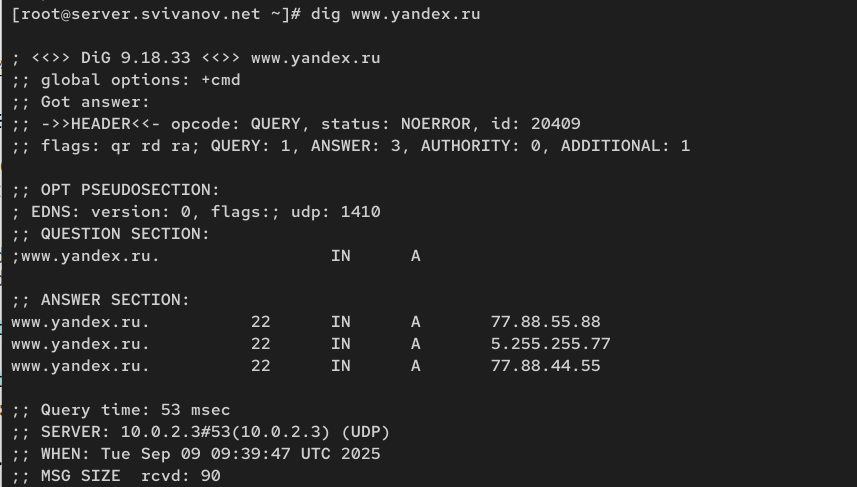 [root@server.svivanov.net ~]# dig www.yandex.ru
; <<>> DiG 9.18.33 <<>> www.yandex.ru
;; global options: +cmd
;; Got answer:
;; ->>HEADER<<- opcode: QUERY, status: NOERROR, id: 20409
;; flags: qr rd ra; QUERY: 1, ANSWER: 3, AUTHORITY: 0, ADDITIONAL: 1
;; OPT PSEUDOSECTION:
; EDNS: version: 0, flags:; udp: 1410
;; QUESTION SECTION:
;www.yandex.ru. IN A
;; ANSWER SECTION:
www.yandex.ru. 22 IN A 77.88.55.88
www.yandex.ru. 22 IN A 5.255.255.77
www.yandex.ru. 22 IN A 77.88.44.55
;; Query time: 53 msec
;; SERVER: 10.0.2.3#53(10.0.2.3) (UDP)
;; WHEN: Tue Sep 09 09:39:47 UTC 2025
;; MSG SIZE rcvd: 90